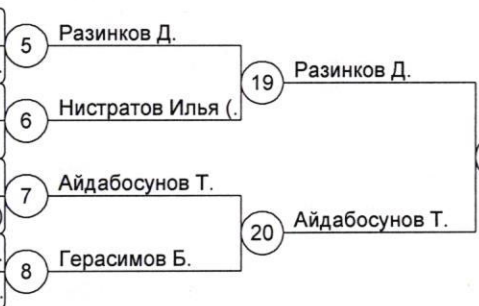 5 Разинков Д.
19 Разинков Д.
6 Нистратов Илья (.
7 Айдабосунов Т.
20 Айдабосунов Т.
8 Герасимов Б.